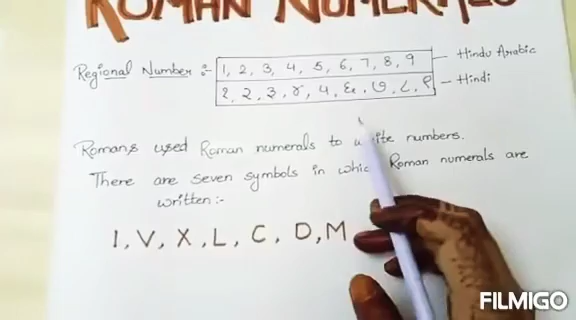 ROMAN NUMERALS
Regional Number :- 1, 2, 3, 4, 5, 6, 7, 8, 9 — Hindu Arabic
१, २, ३, ४, ५, ६, ७, ८, ९ — Hindi
Romans used Roman numerals to write numbers.
There are seven symbols in which Roman numerals are
written :-
I, V, X, L, C, D, M
FILMIGO